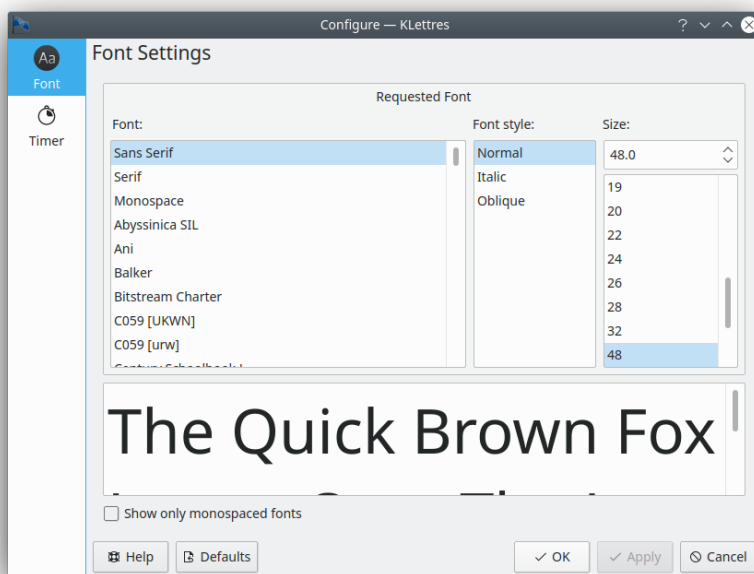 Configure — KLettres
Aa
Font
Timer
Font Settings
Requested Font
Font:
Font style:
Size:
Sans Serif
Serif
Monospace
Abyssinica SIL
Ani
Balker
Bitstream Charter
C059 [UKWN]
C059 [urw]
Normal
Italic
Oblique
48.0
19
20
22
24
26
28
32
48
The Quick Brown Fox
Show only monospaced fonts
Help
Defaults
OK
Apply
Cancel